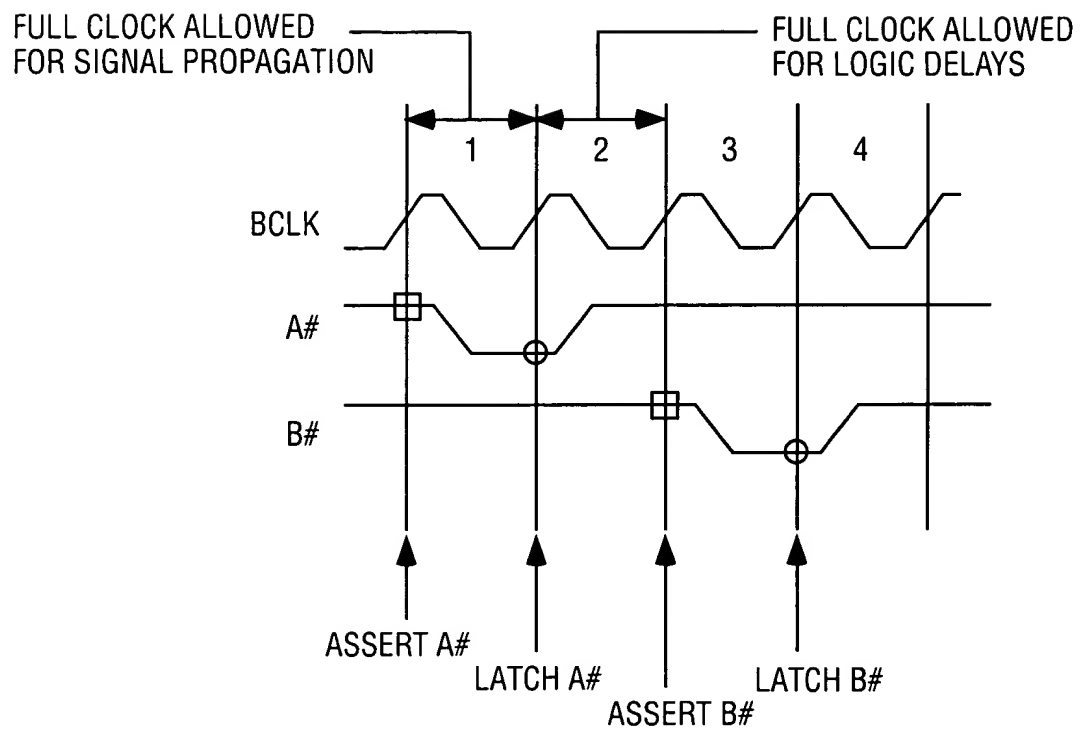 FULL CLOCK ALLOWED
FOR SIGNAL PROPAGATION
FULL CLOCK ALLOWED
FOR LOGIC DELAYS
1
2
3
4
BCLK
A#
B#
ASSERT A#
LATCH A#
ASSERT B#
LATCH B#